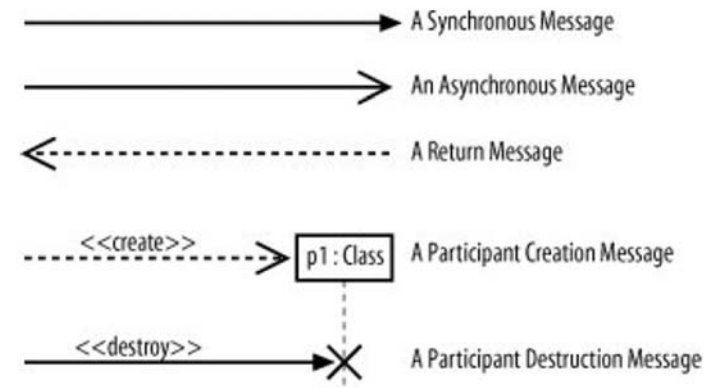 A Synchronous Message
An Asynchronous Message
A Return Message
<<create>>
p1 : Class
A Participant Creation Message
<<destroy>>
A Participant Destruction Message